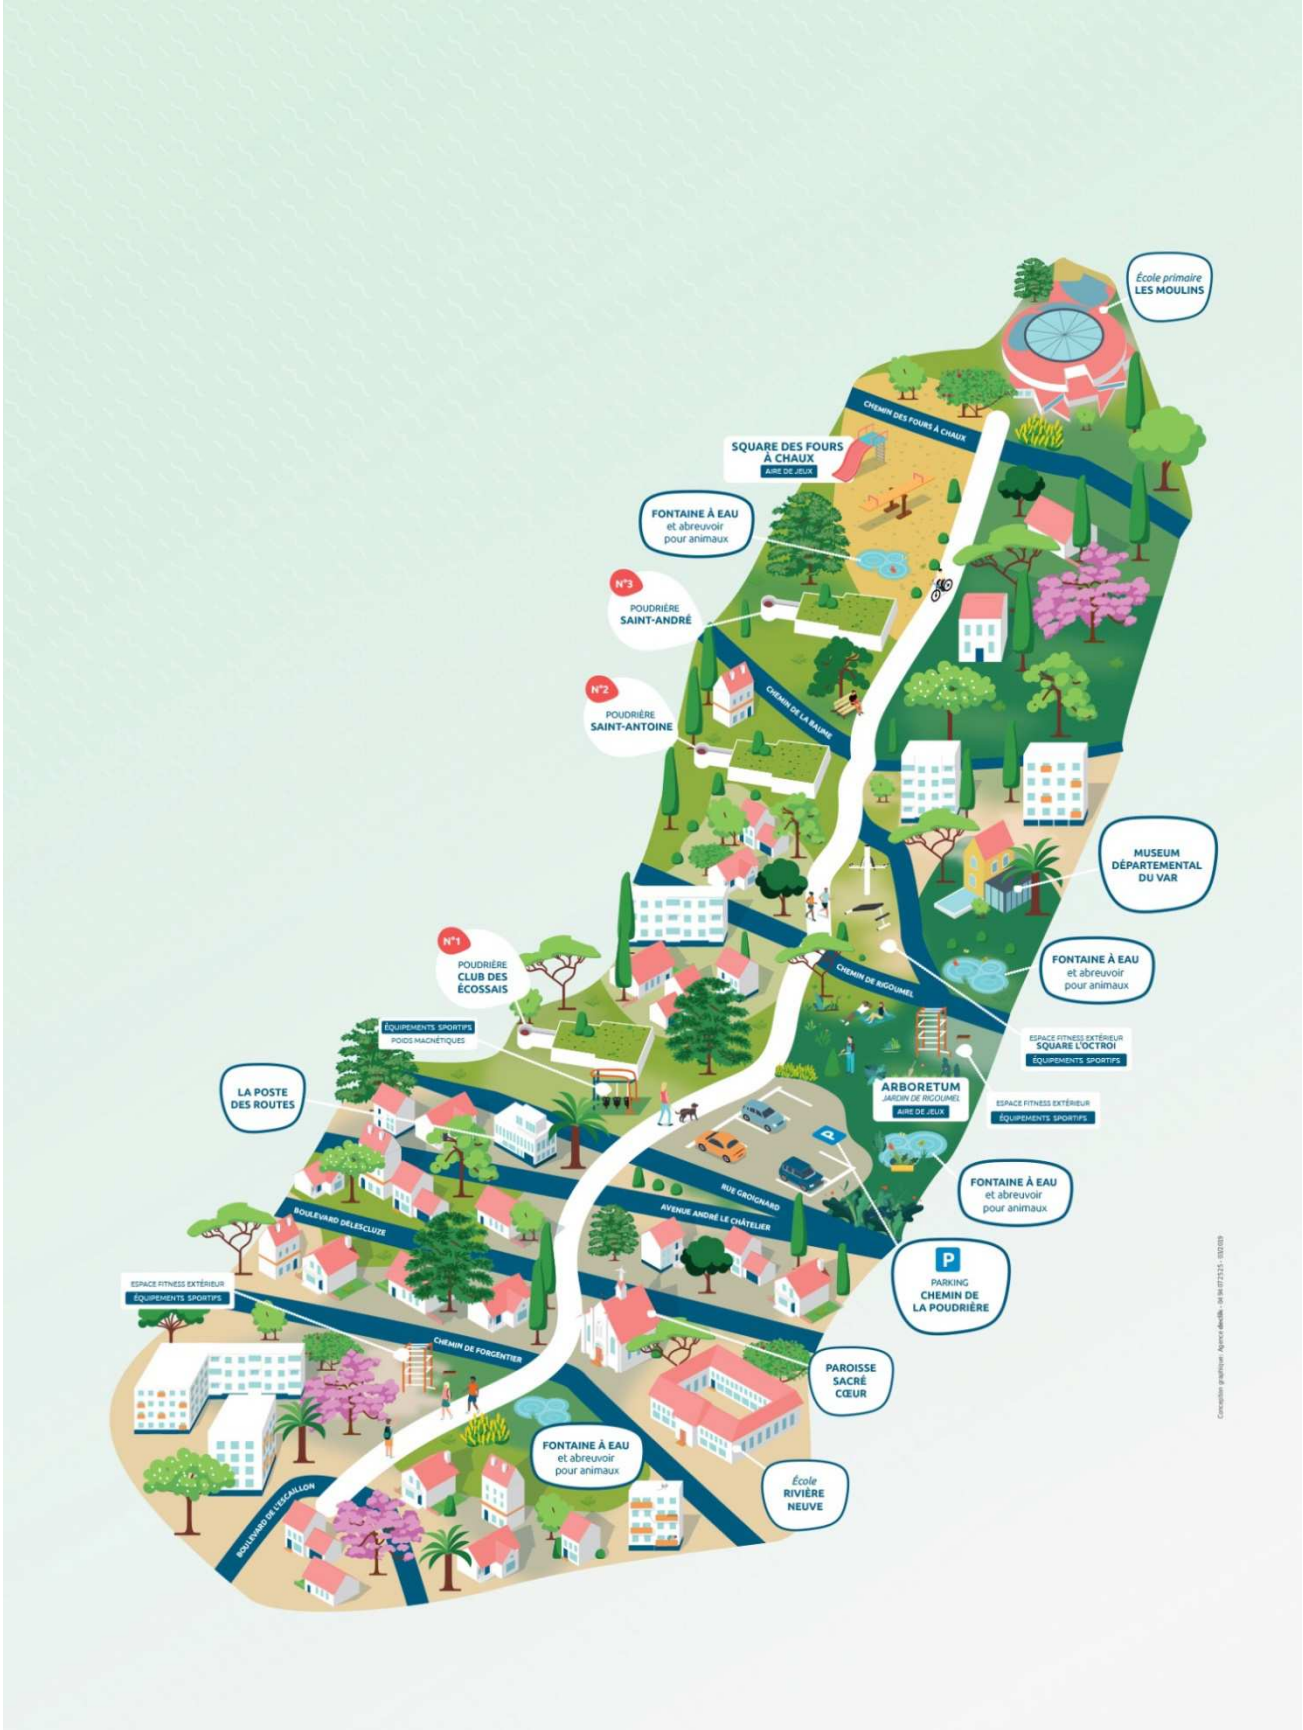 École primaire
LES MOULINS
CHEMIN DES FOURS À CHAUX
SQUARE DES FOURS
À CHAUX
AIRE DE JEUX
FONTAINE À EAU
et abreuvoir
pour animaux
N°3
POUDRIÈRE
SAINT-ANDRÉ
N°2
POUDRIÈRE
SAINT-ANTOINE
CHEMIN DE LA BAUME
MUSEUM
DÉPARTEMENTAL
DU VAR
N°1
POUDRIÈRE
CLUB DES
ÉCOSSAIS
FONTAINE À EAU
et abreuvoir
pour animaux
CHEMIN DE RIGOUMEL
ÉQUIPEMENTS SPORTIFS
POIDS MAGNÉTIQUES
ESPACE FITNESS EXTÉRIEUR
SQUARE L'OCTROI
ÉQUIPEMENTS SPORTIFS
LA POSTE
DES ROUTES
ARBORETUM
JARDIN DE RIGOUMEL
AIRE DE JEUX
ESPACE FITNESS EXTÉRIEUR
ÉQUIPEMENTS SPORTIFS
P
FONTAINE À EAU
et abreuvoir
pour animaux
RUE GROIGNARD
AVENUE ANDRÉ LE CHÂTELIER
BOULEVARD DELESCLUZE
P
PARKING
CHEMIN DE
LA POUDRIÈRE
ESPACE FITNESS EXTÉRIEUR
ÉQUIPEMENTS SPORTIFS
CHEMIN DE FORGENTIER
PAROISSE
SACRÉ
CŒUR
FONTAINE À EAU
et abreuvoir
pour animaux
École
RIVIÈRE
NEUVE
BOULEVARD DE L'ESCAILLON